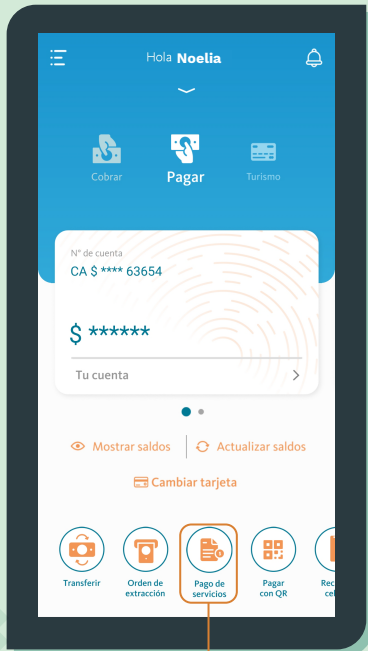 Hola Noelia
Cobrar
Pagar
Turismo
N° de cuenta
CA $ **** 63654
$ ******
Tu cuenta
Mostrar saldos
Actualizar saldos
Cambiar tarjeta
Transferir
Orden de
extracción
Pago de
servicios
Pagar
con QR